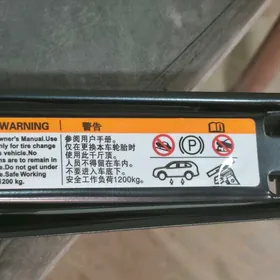 WARNING
wner's Manual.Use
ly for tire change
s vehicle.No
ns are to remain in
e.Do not get under
e.Safe Working
200 kg.
警告
参阅用户手册。
仅在更换本车轮胎时
使用此千斤顶。
人员不得留在车内。
不要进入车底下。
安全工作负荷1200kg。
P